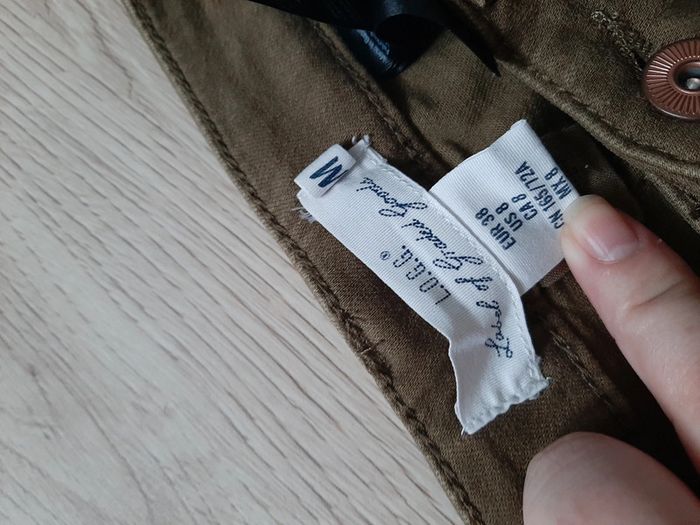 M
L.O.G.G.®
Label of Graded Goods
EUR 38
US 8
CA 8
CN 165/72A
MX 8